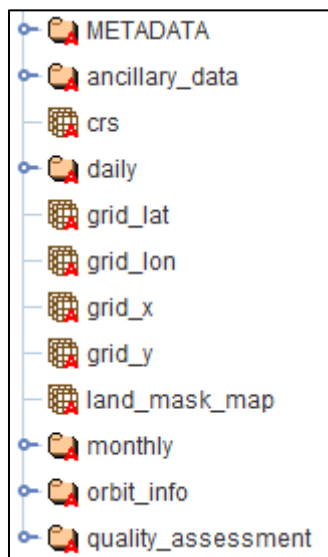 METADATA
ancillary_data
crs
daily
grid_lat
grid_lon
grid_x
grid_y
land_mask_map
monthly
orbit_info
quality_assessment